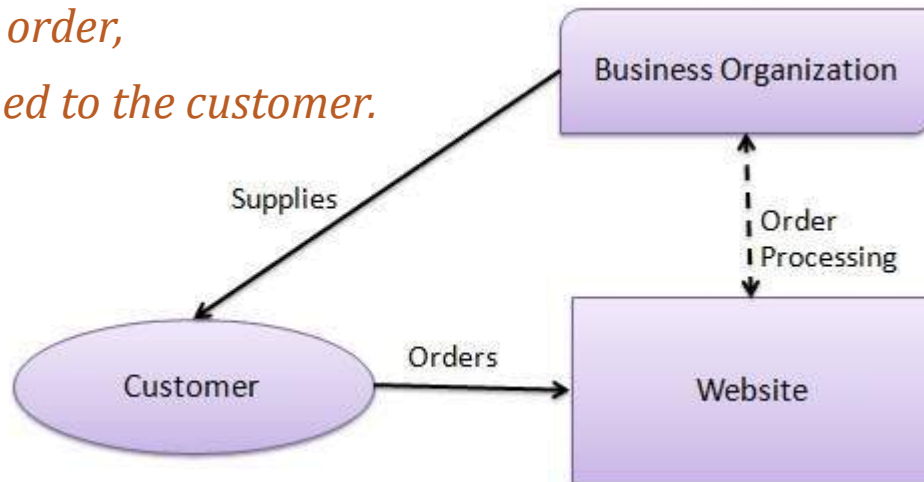 order,
ed to the customer.
Business Organization
Supplies
Order
Processing
Orders
Customer
Website